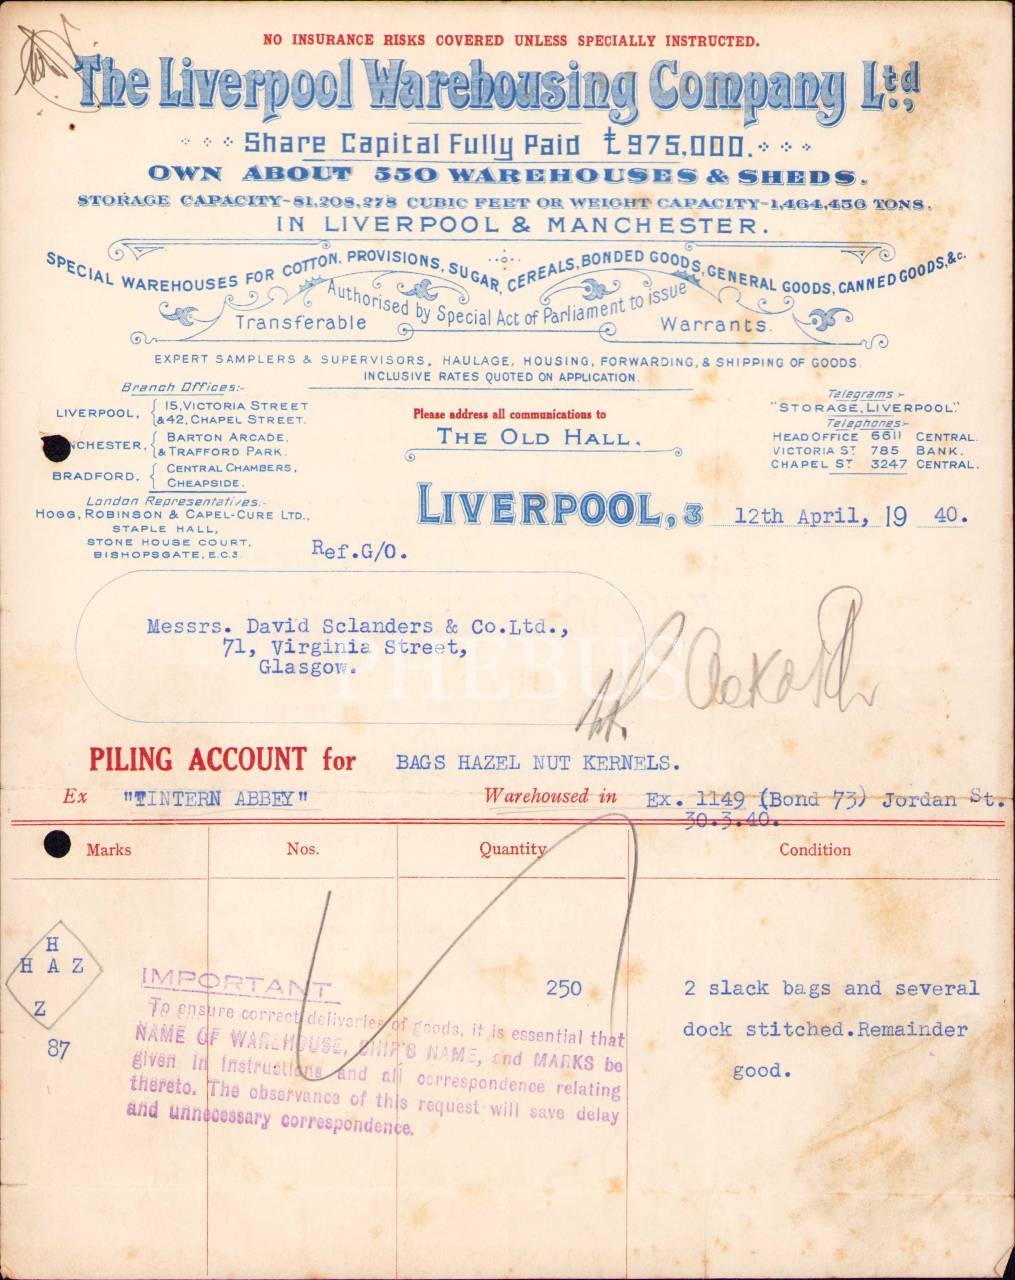 NO INSURANCE RISKS COVERED UNLESS SPECIALLY INSTRUCTED.
The Liverpool Warehousing Company Ltd.,
Share Capital Fully Paid £975,000.
OWN ABOUT 550 WAREHOUSES & SHEDS.
STORAGE CAPACITY-81,208,278 CUBIC FEET OR WEIGHT CAPACITY-1,464,456 TONS,
IN LIVERPOOL & MANCHESTER.
SPECIAL WAREHOUSES FOR COTTON, PROVISIONS, SUGAR, CEREALS, BONDED GOODS, GENERAL GOODS, CANNED GOODS, &c.
Authorised by Special Act of Parliament to issue
Transferable Warrants.
EXPERT SAMPLERS & SUPERVISORS, HAULAGE, HOUSING, FORWARDING, & SHIPPING OF GOODS.
INCLUSIVE RATES QUOTED ON APPLICATION.
Branch Offices:-
LIVERPOOL, { 15, VICTORIA STREET
& 42, CHAPEL STREET.
NCHESTER, { BARTON ARCADE,
& TRAFFORD PARK.
BRADFORD, { CENTRAL CHAMBERS,
CHEAPSIDE.
London Representatives:-
HOGG, ROBINSON & CAPEL-CURE LTD.,
STAPLE HALL,
STONE HOUSE COURT,
BISHOPSGATE, E.C.3.
Please address all communications to
THE OLD HALL,
Telegrams:-
"STORAGE, LIVERPOOL."
Telephones:-
HEAD OFFICE 6611 CENTRAL.
VICTORIA ST. 785 BANK.
CHAPEL ST. 3247 CENTRAL.
LIVERPOOL, 3 12th April, 19 40.
Ref.G/O.
Messrs. David Sclanders & Co.Ltd.,
71, Virginia Street,
Glasgow.
PHEBUS
PILING ACCOUNT for BAGS HAZEL NUT KERNELS.
Ex "TINTERN ABBEY" Warehoused in Ex. 1149 (Bond 73) Jordan St.
30.3.40.
Marks Nos. Quantity Condition
H
H A Z
Z
87
250
2 slack bags and several
dock stitched.Remainder
good.
IMPORTANT
To ensure correct deliveries of goods, it is essential that
NAME OF WAREHOUSE, SHIP'S NAME, and MARKS be
given in instructions and all correspondence relating
thereto. The observance of this request will save delay
and unnecessary correspondence.